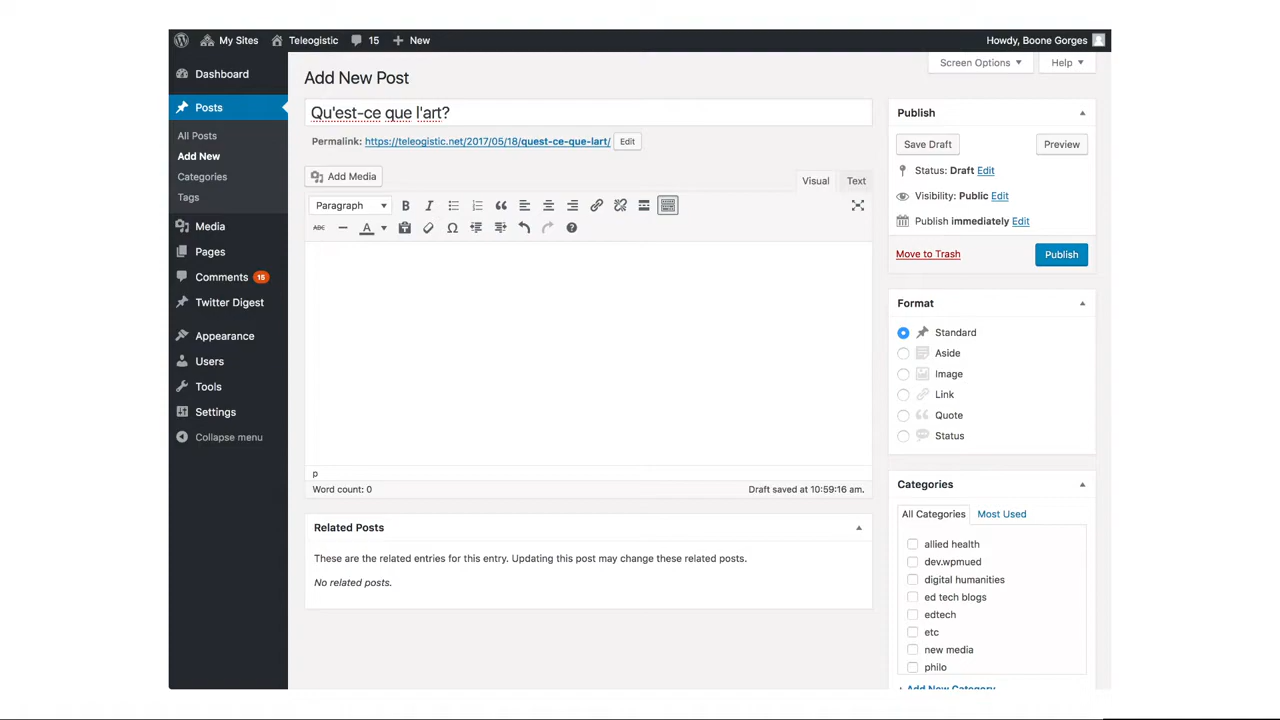 My Sites Teleogistic 15 + New Howdy, Boone Gorges
Dashboard
Posts
All Posts
Add New
Categories
Tags
Media
Pages
Comments 15
Twitter Digest
Appearance
Users
Tools
Settings
Collapse menu
Screen Options Help
Add New Post
Qu'est-ce que l'art?
Permalink: https://teleogistic.net/2017/05/18/quest-ce-que-lart/ Edit
Add Media
Visual Text
Paragraph B I
ABC A Ω
p
Word count: 0 Draft saved at 10:59:16 am.
Related Posts
These are the related entries for this entry. Updating this post may change these related posts.
No related posts.
Publish
Save Draft Preview
Status: Draft Edit
Visibility: Public Edit
Publish immediately Edit
Move to Trash Publish
Format
Standard
Aside
Image
Link
Quote
Status
Categories
All Categories Most Used
allied health
dev.wpmued
digital humanities
ed tech blogs
edtech
etc
new media
philo
+ Add New Category